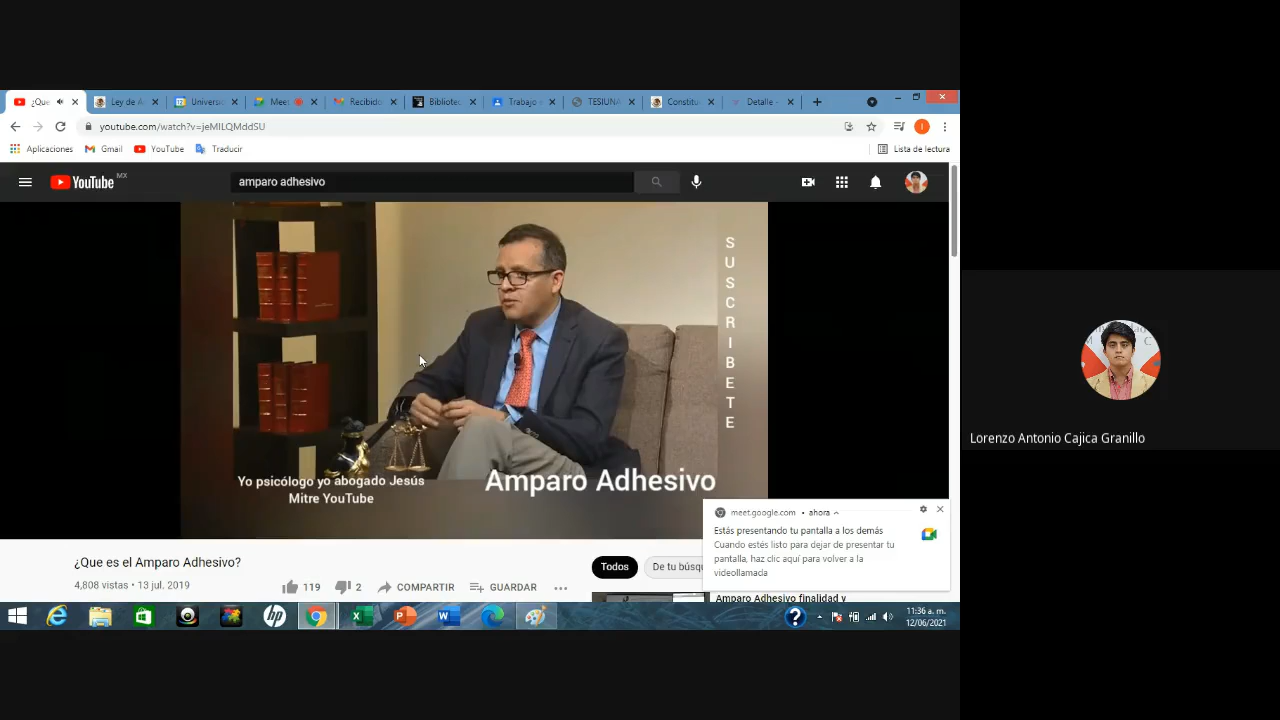 ¿Que
Ley de A
Universi
Meet
Recibido
Bibliotec
Trabajo e
TESIUNA
Constitu
Detalle -
youtube.com/watch?v=jeMILQMddSU
Aplicaciones
Gmail
YouTube
Traducir
Lista de lectura
YouTube MX
amparo adhesivo
SUSCRIBETE
Yo psicólogo yo abogado Jesús
Mitre YouTube
Amparo Adhesivo
meet.google.com • ahora
Estás presentando tu pantalla a los demás
Cuando estés listo para dejar de presentar tu
pantalla, haz clic aquí para volver a la
videollamada
¿Que es el Amparo Adhesivo?
4,808 vistas • 13 jul. 2019
119
2
COMPARTIR
GUARDAR
Todos
De tu búsqu
Amparo Adhesivo finalidad y
11:36 a. m.
12/06/2021
Lorenzo Antonio Cajica Granillo